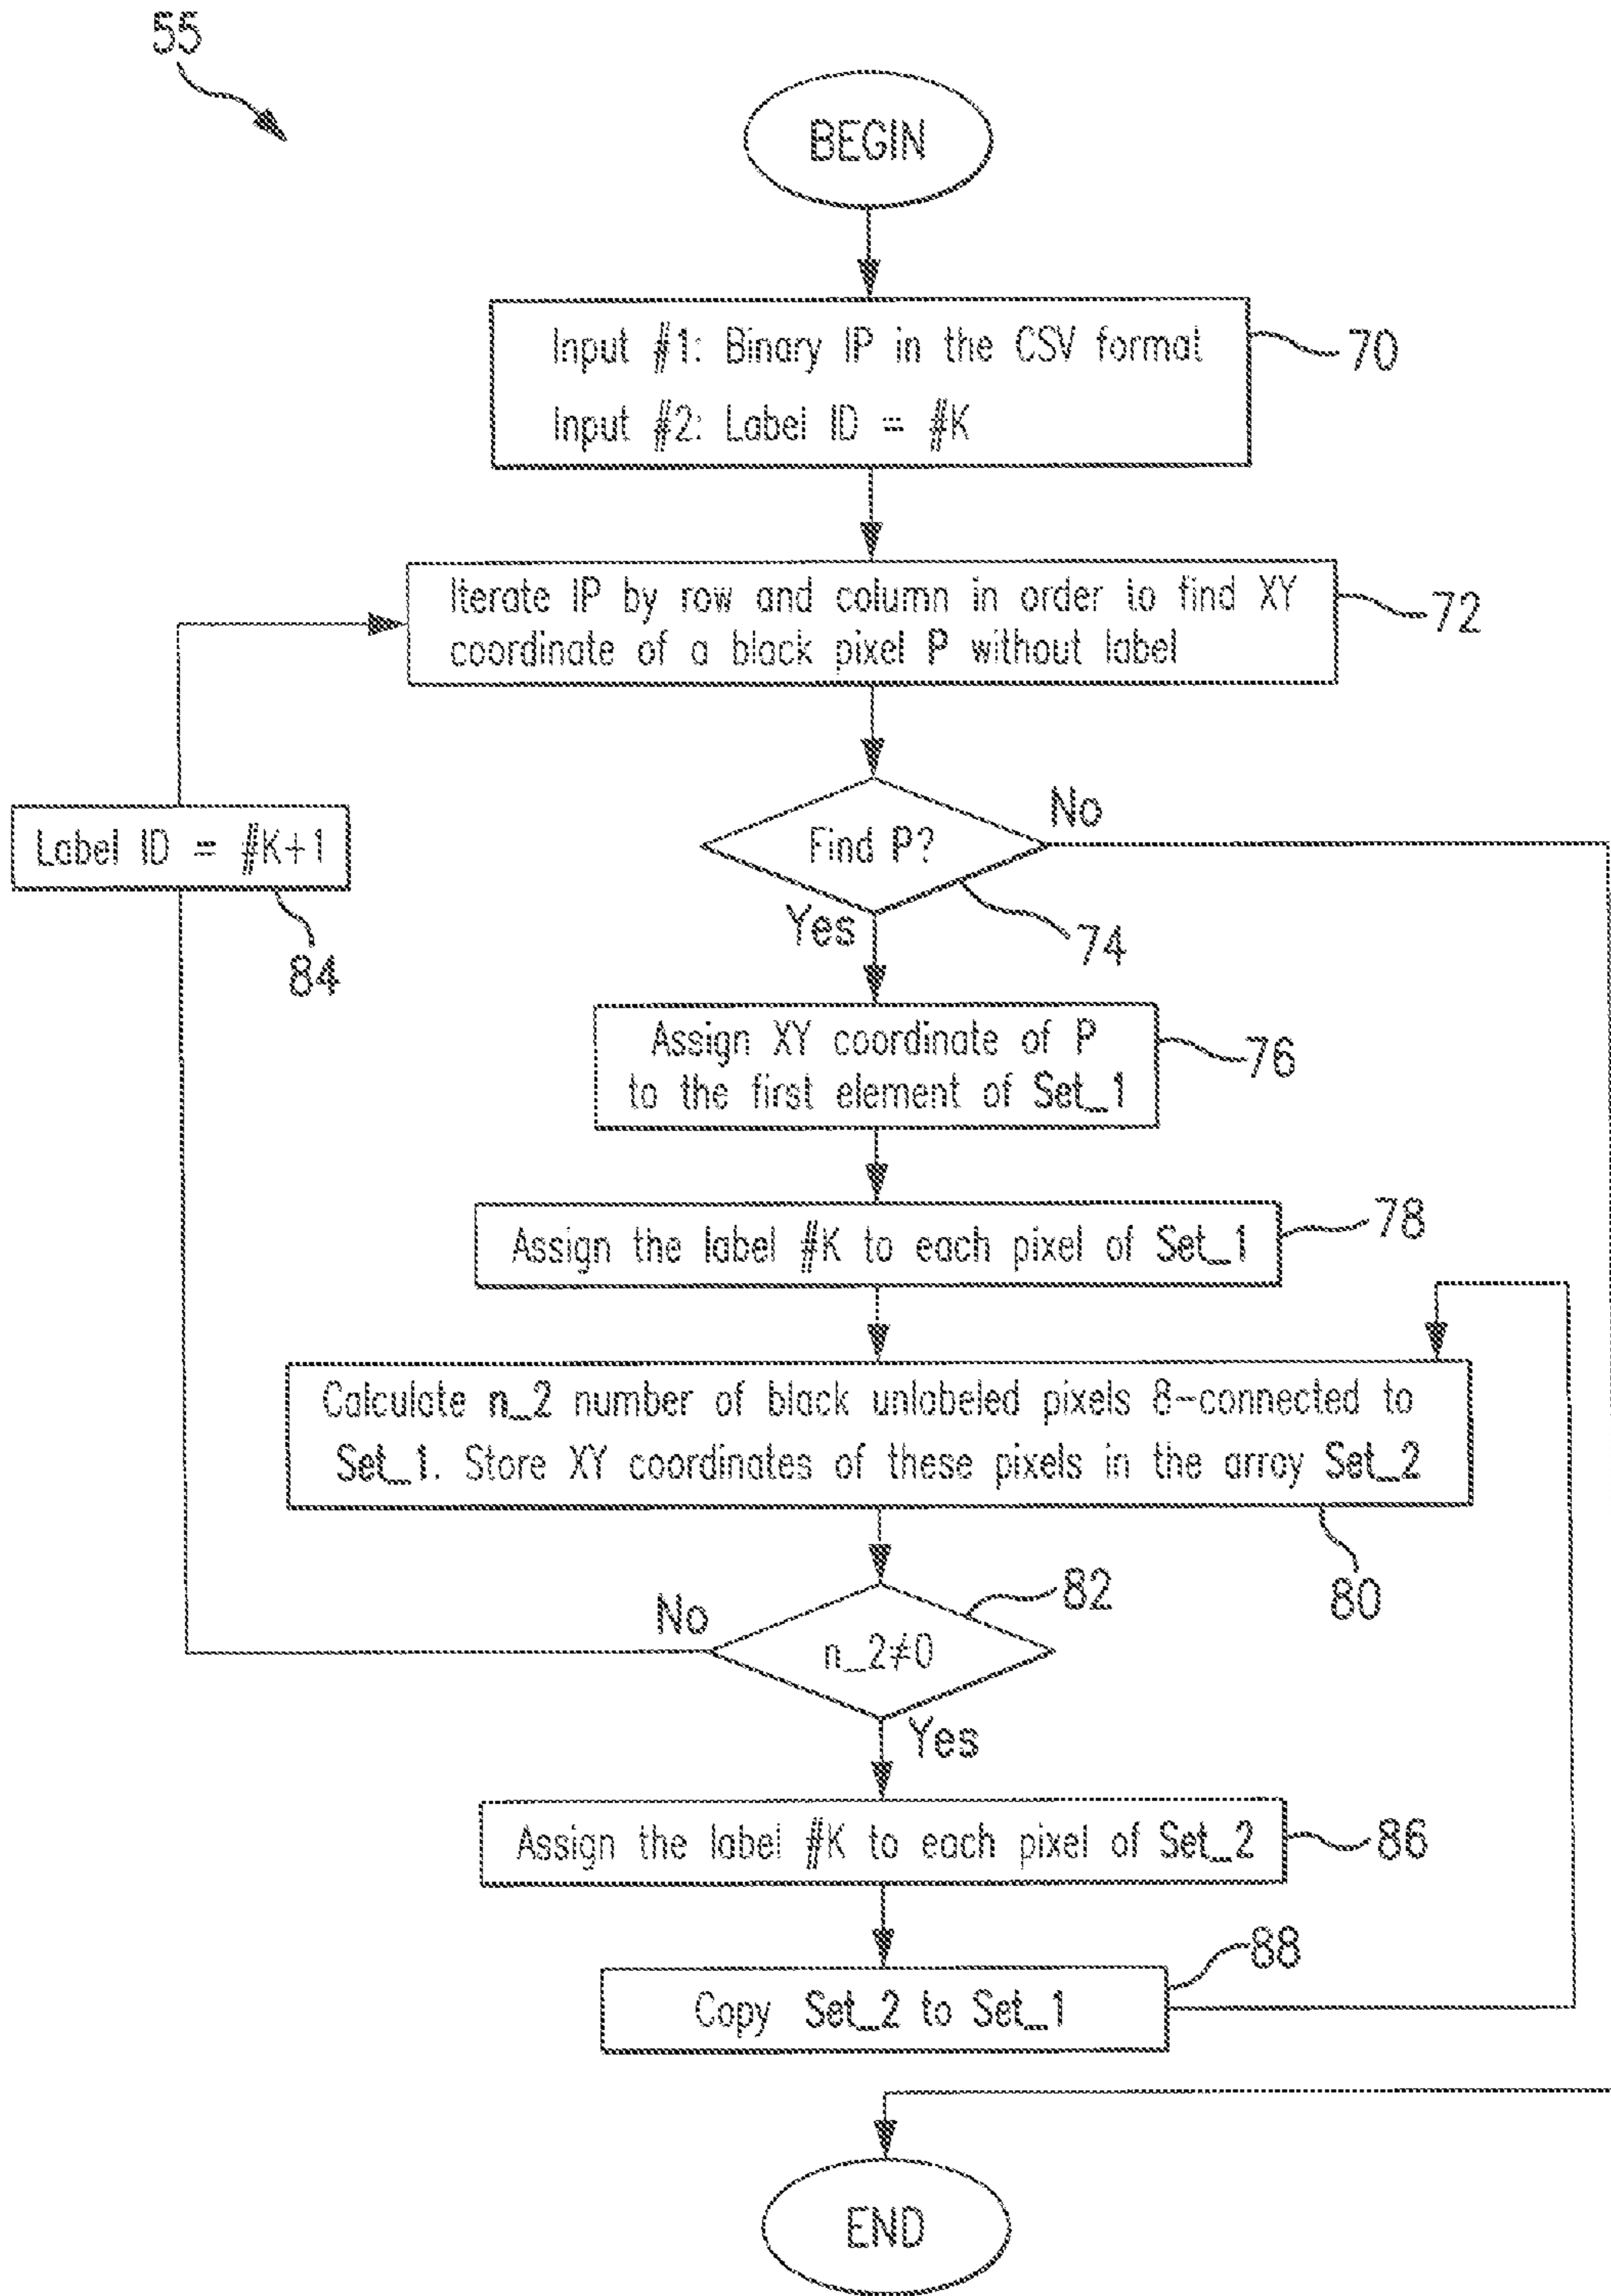 55
BEGIN
Input #1: Binary IP in the CSV format
Input #2: Label ID = #K
70
Iterate IP by row and column in order to find XY
coordinate of a black pixel P without label
72
Label ID = #K+1
84
Find P?
No
Yes
74
Assign XY coordinate of P
to the first element of Set_1
76
Assign the label #K to each pixel of Set_1
78
Calculate n_2 number of black unlabeled pixels 8-connected to
Set_1. Store XY coordinates of these pixels in the array Set_2
80
n_2≠0
82
No
Yes
Assign the label #K to each pixel of Set_2
86
Copy Set_2 to Set_1
88
END